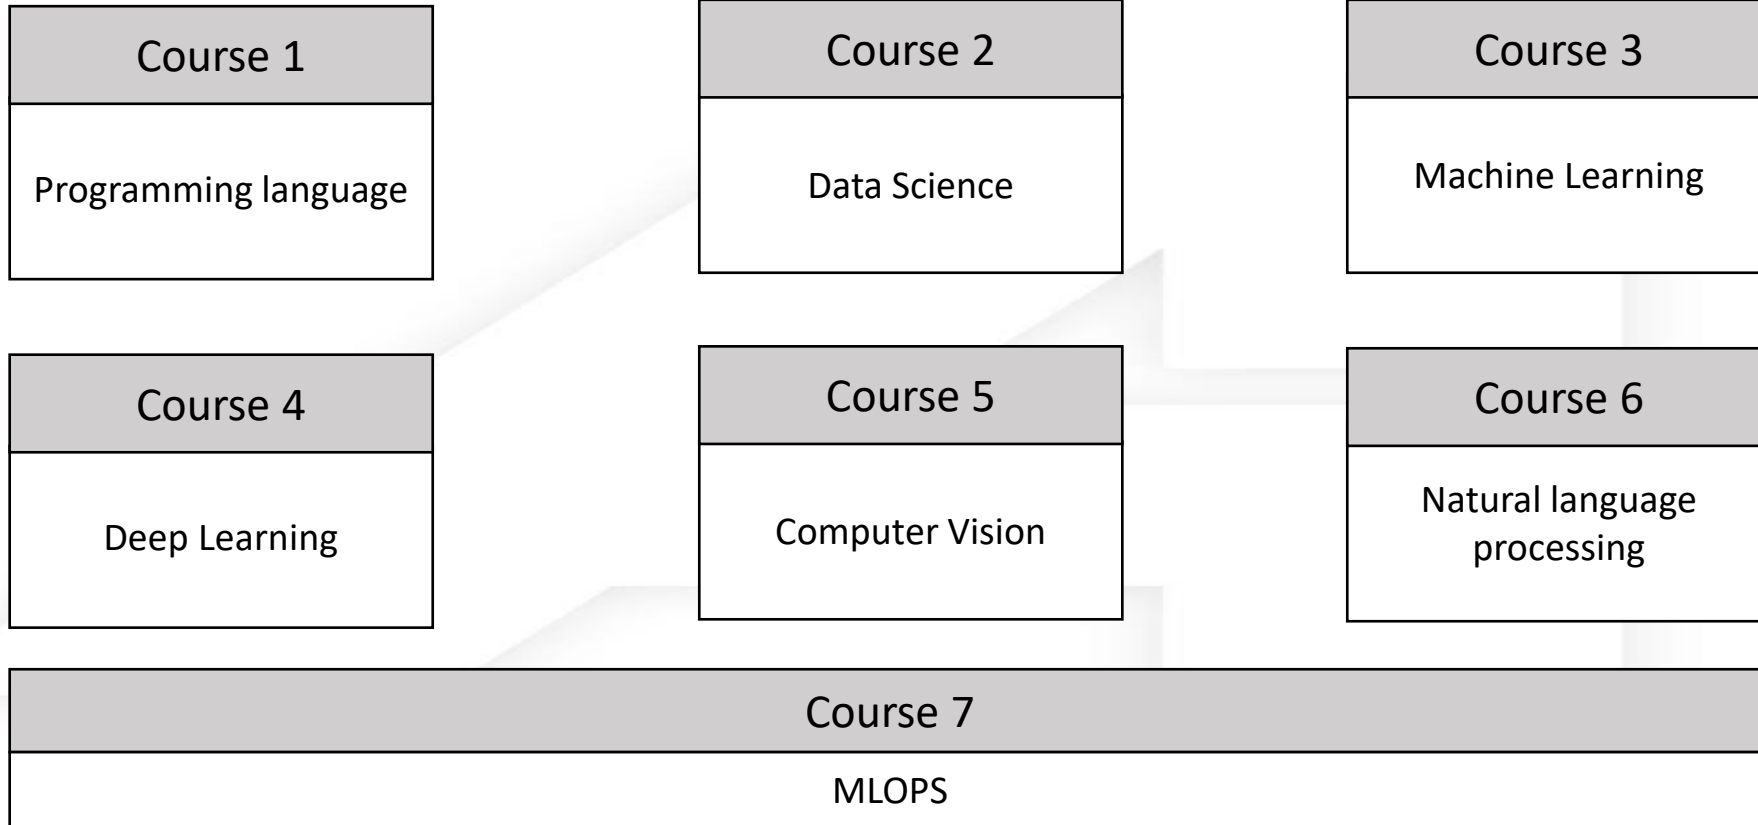 Course 1
Programming language
Course 2
Data Science
Course 3
Machine Learning
Course 4
Deep Learning
Course 5
Computer Vision
Course 6
Natural language
processing
Course 7
MLOPS